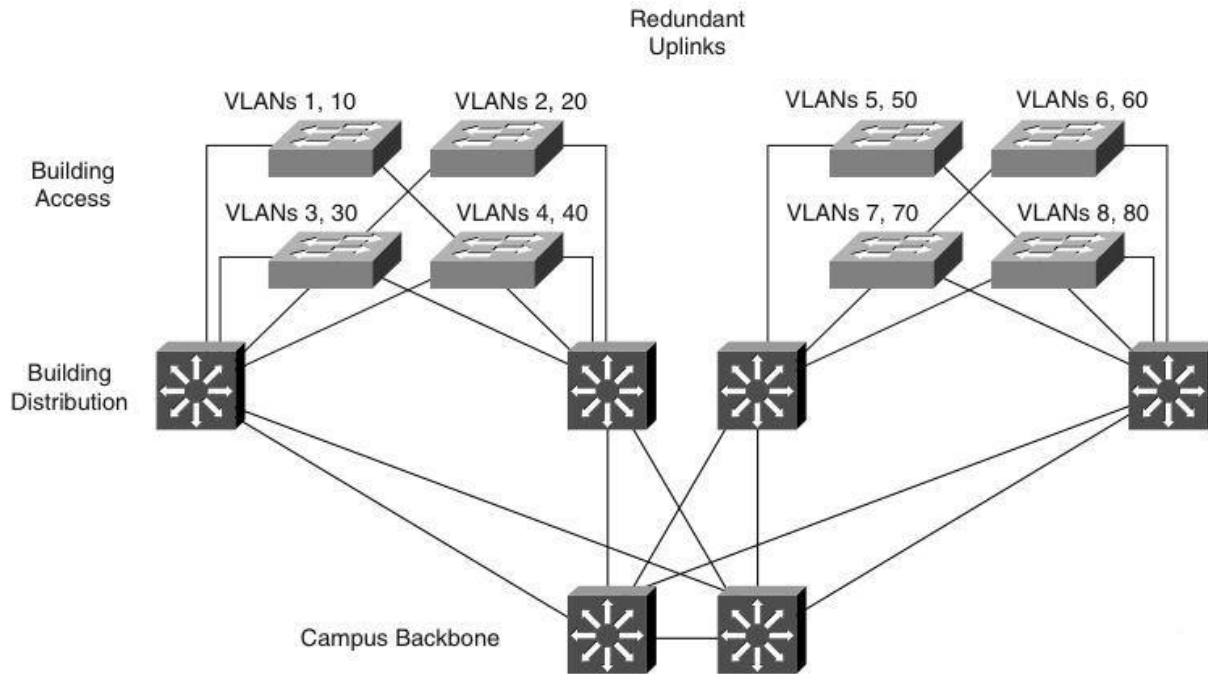 Redundant
Uplinks
VLANs 1, 10
VLANs 2, 20
VLANs 5, 50
VLANs 6, 60
Building
Access
VLANs 3, 30
VLANs 4, 40
VLANs 7, 70
VLANs 8, 80
Building
Distribution
Campus Backbone